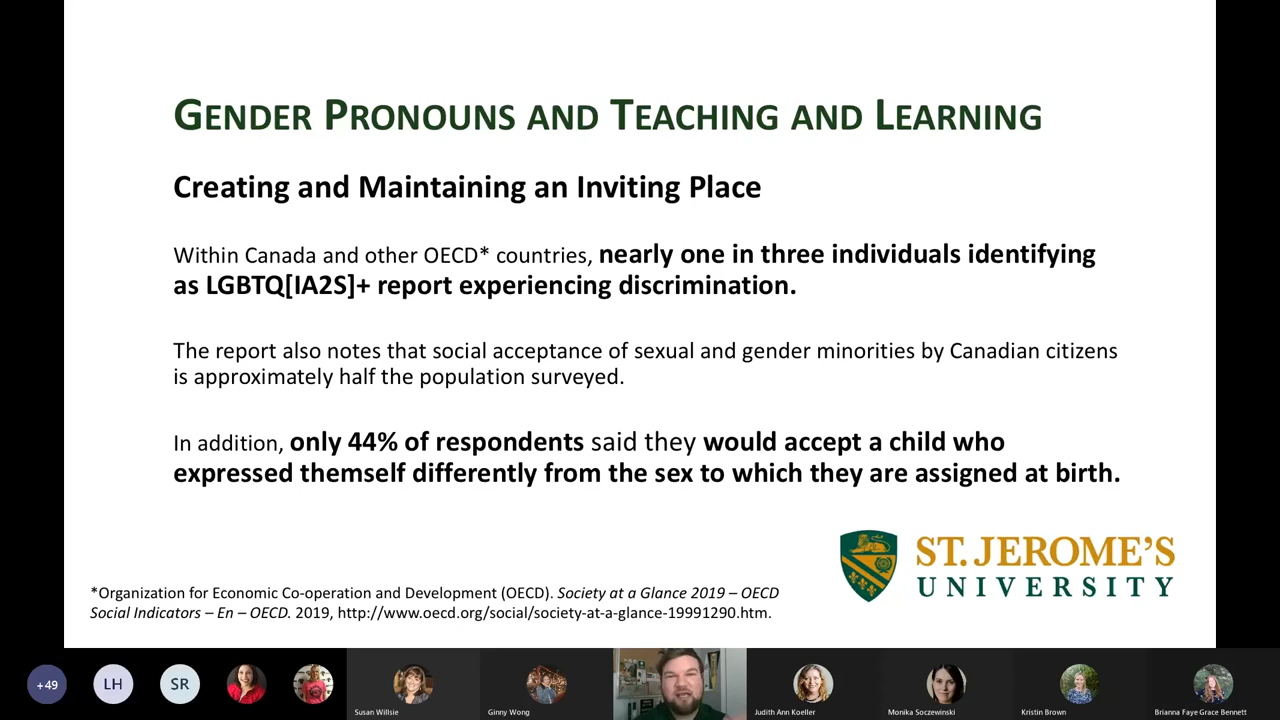 GENDER PRONOUNS AND TEACHING AND LEARNING
Creating and Maintaining an Inviting Place
Within Canada and other OECD* countries, nearly one in three individuals identifying
as LGBTQ[IA2S]+ report experiencing discrimination.
The report also notes that social acceptance of sexual and gender minorities by Canadian citizens
is approximately half the population surveyed.
In addition, only 44% of respondents said they would accept a child who
expressed themself differently from the sex to which they are assigned at birth.
ST. JEROME'S
UNIVERSITY
*Organization for Economic Co-operation and Development (OECD). Society at a Glance 2019 – OECD
Social Indicators – En – OECD. 2019, http://www.oecd.org/social/society-at-a-glance-19991290.htm.
+49
LH
SR
Susan Willsie
Ginny Wong
Judith Ann Koeller
Monika Soczewinski
Kristin Brown
Brianna Faye Grace Bennett